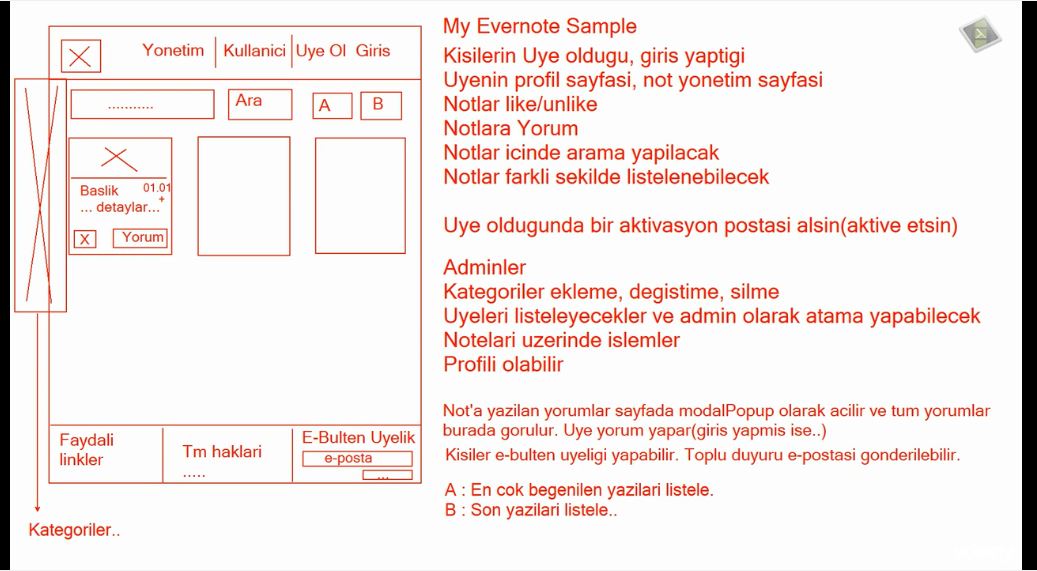 Yonetim
Kullanici
Uye Ol
Giris
...........
Ara
A
B
Baslik
01.01
+
... detaylar...
X
Yorum
Faydali
linkler
Tm haklari
.....
E-Bulten Uyelik
e-posta
...
Kategoriler..
My Evernote Sample
Kisilerin Uye oldugu, giris yaptigi
Uyenin profil sayfasi, not yonetim sayfasi
Notlar like/unlike
Notlara Yorum
Notlar icinde arama yapilacak
Notlar farkli sekilde listelenebilecek
Uye oldugunda bir aktivasyon postasi alsin(aktive etsin)
Adminler
Kategoriler ekleme, degistime, silme
Uyeleri listeleyecekler ve admin olarak atama yapabilecek
Notelari uzerinde islemler
Profili olabilir
Not'a yazilan yorumlar sayfada modalPopup olarak acilir ve tum yorumlar
burada gorulur. Uye yorum yapar(giris yapmis ise..)
Kisiler e-bulten uyeligi yapabilir. Toplu duyuru e-postasi gonderilebilir.
A : En cok begenilen yazilari listele.
B : Son yazilari listele..